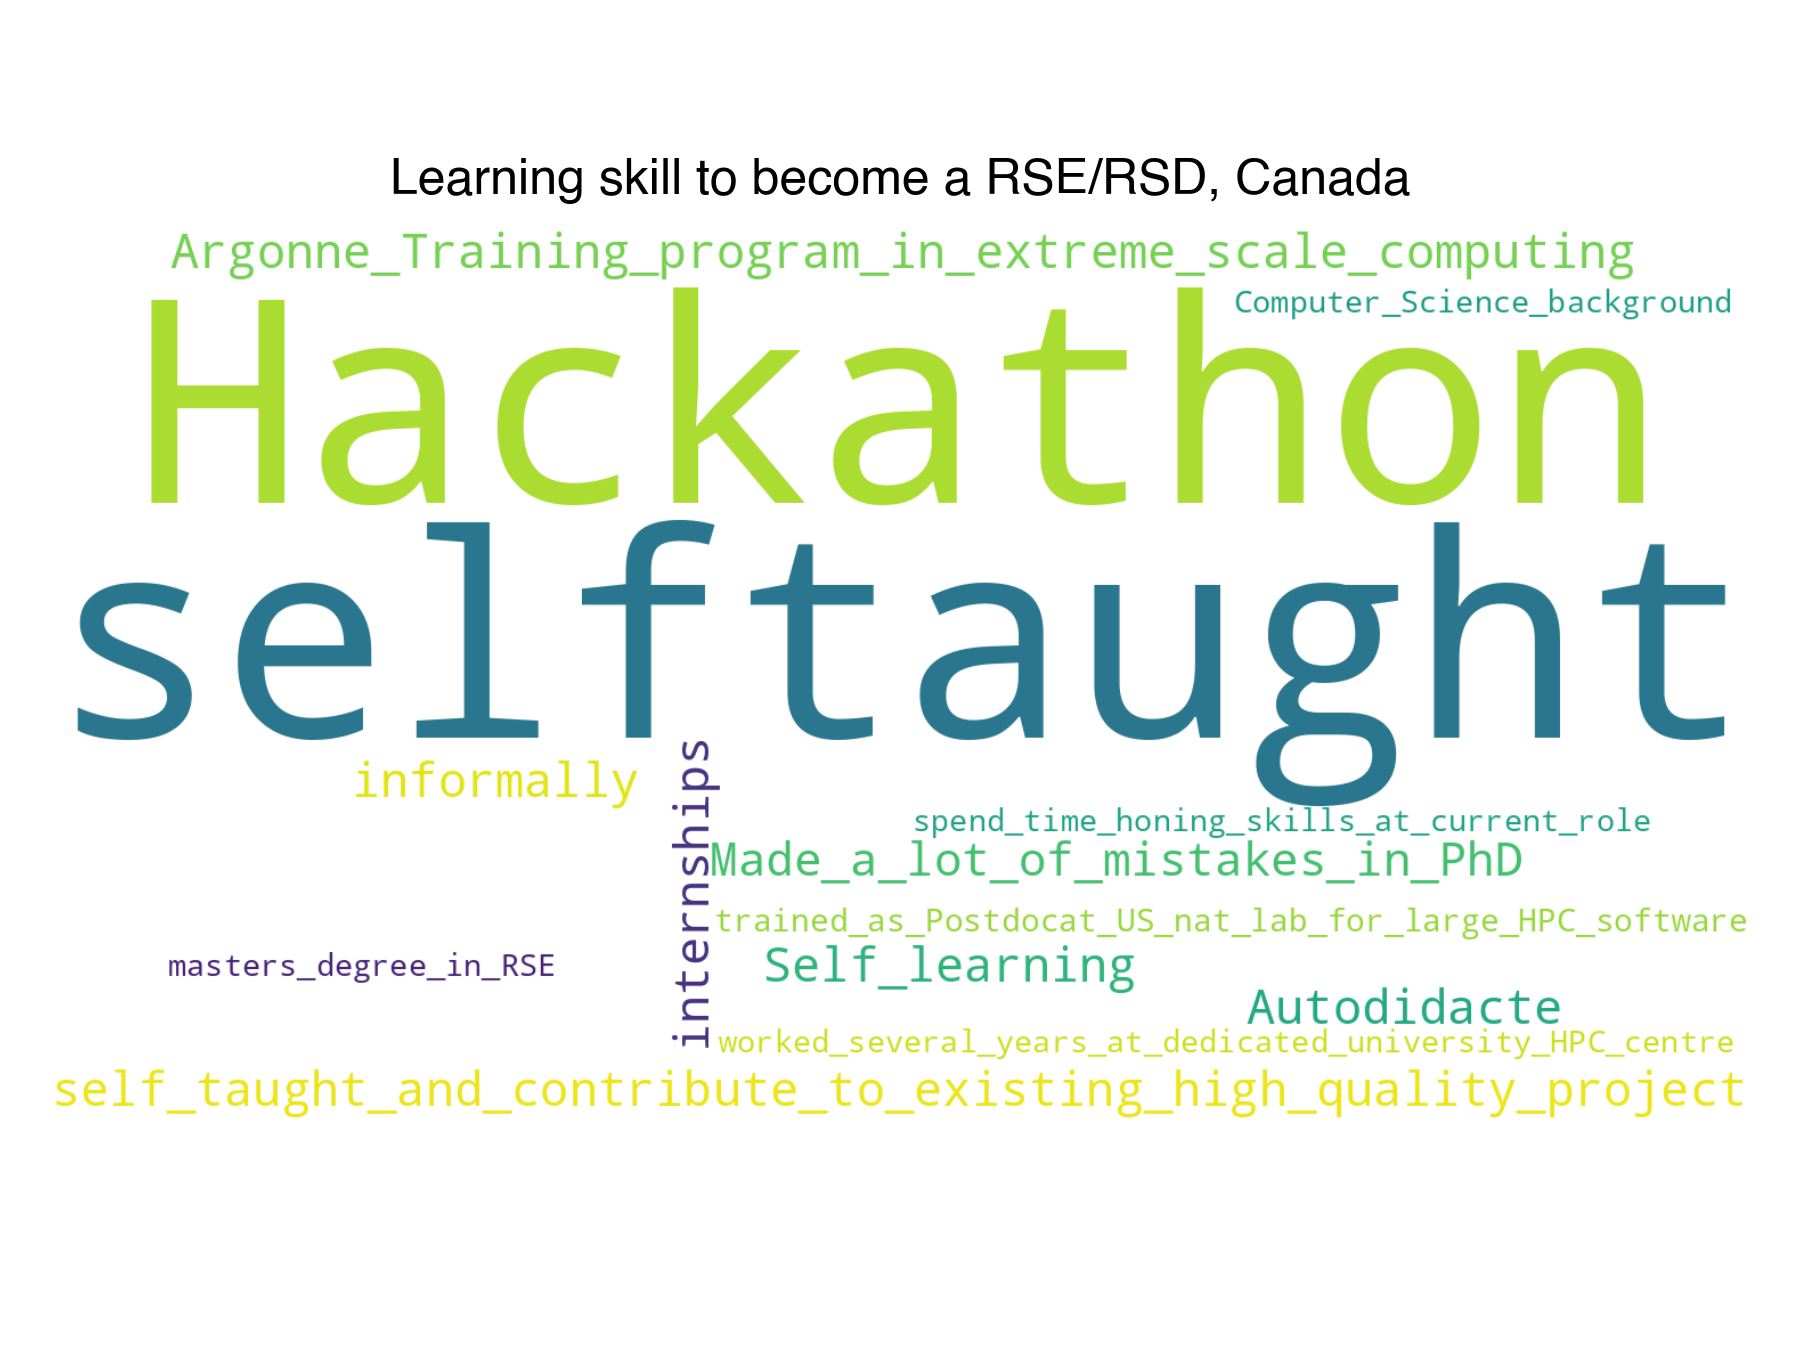 Learning skill to become a RSE/RSD, Canada
Argonne_Training_program_in_extreme_scale_computing
Computer_Science_background
Hackathon
selftaught
informally
internships
spend_time_honing_skills_at_current_role
Made_a_lot_of_mistakes_in_PhD
trained_as_Postdocat_US_nat_lab_for_large_HPC_software
masters_degree_in_RSE
Self_learning
Autodidacte
worked_several_years_at_dedicated_university_HPC_centre
self_taught_and_contribute_to_existing_high_quality_project